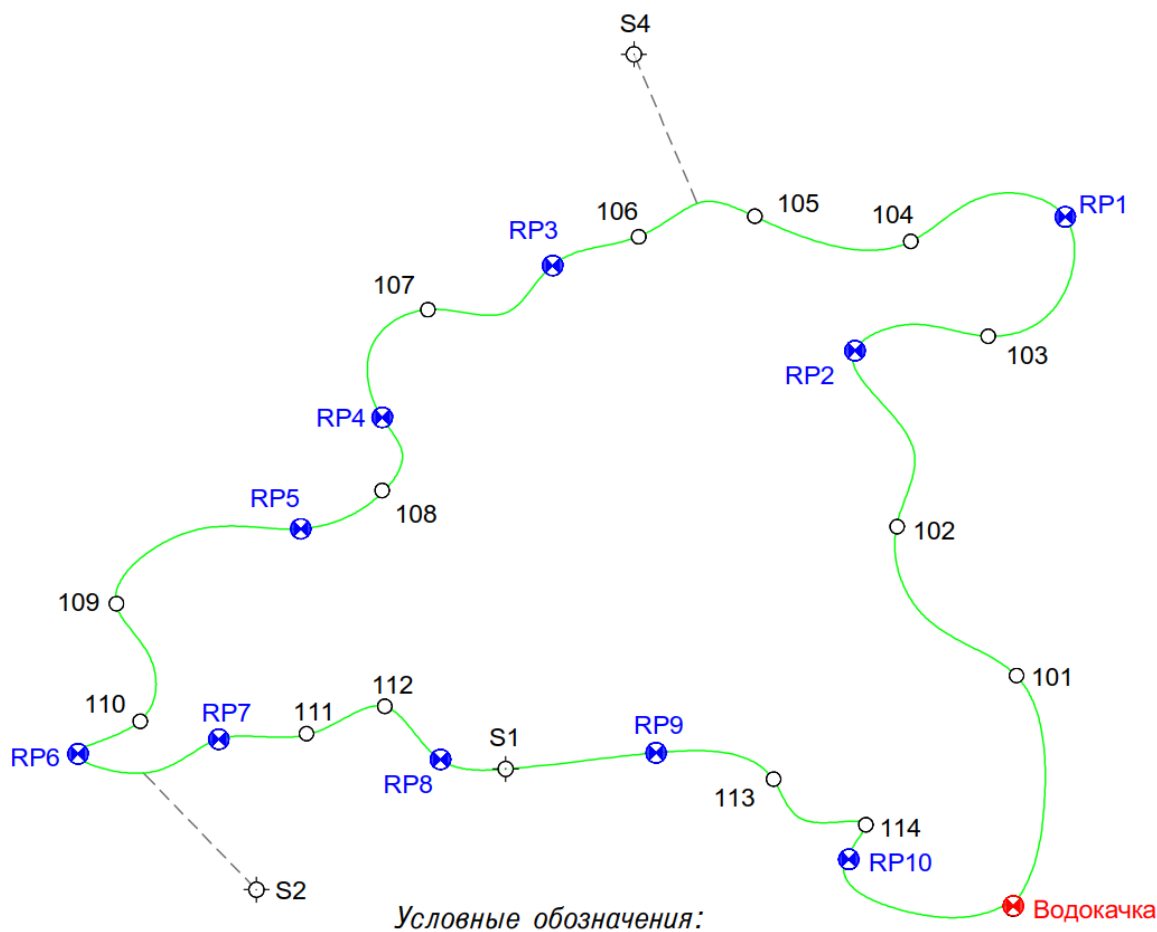 S4
105
104
RP1
106
RP3
107
103
RP2
RP4
RP5
108
102
109
101
112
110
RP7
111
S1
RP9
RP6
RP8
113
114
RP10
S2
Водокачка
Условные обозначения: